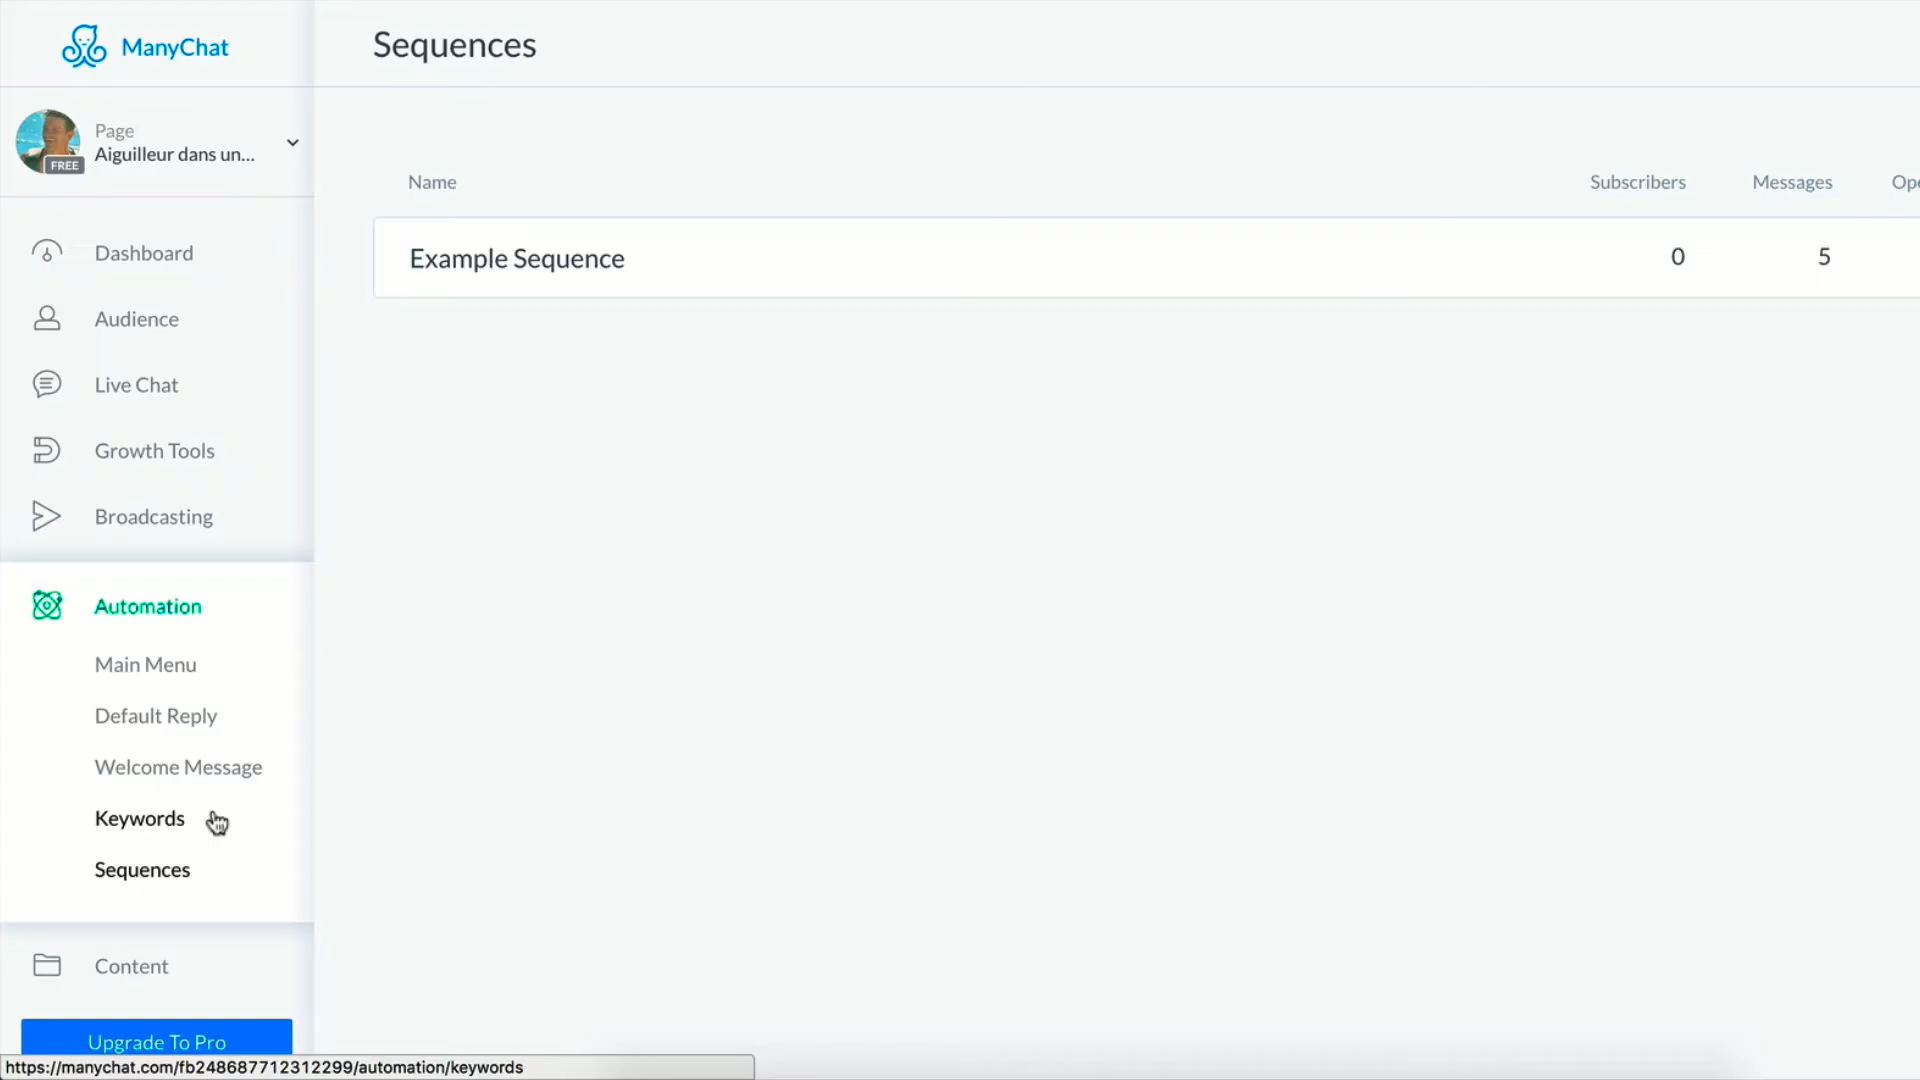 ManyChat
Sequences
Page
Aiguilleur dans un...
FREE
Name
Subscribers
Messages
Ope
Example Sequence
0
5
Dashboard
Audience
Live Chat
Growth Tools
Broadcasting
Automation
Main Menu
Default Reply
Welcome Message
Keywords
Sequences
Content
Upgrade To Pro
https://manychat.com/fb248687712312299/automation/keywords